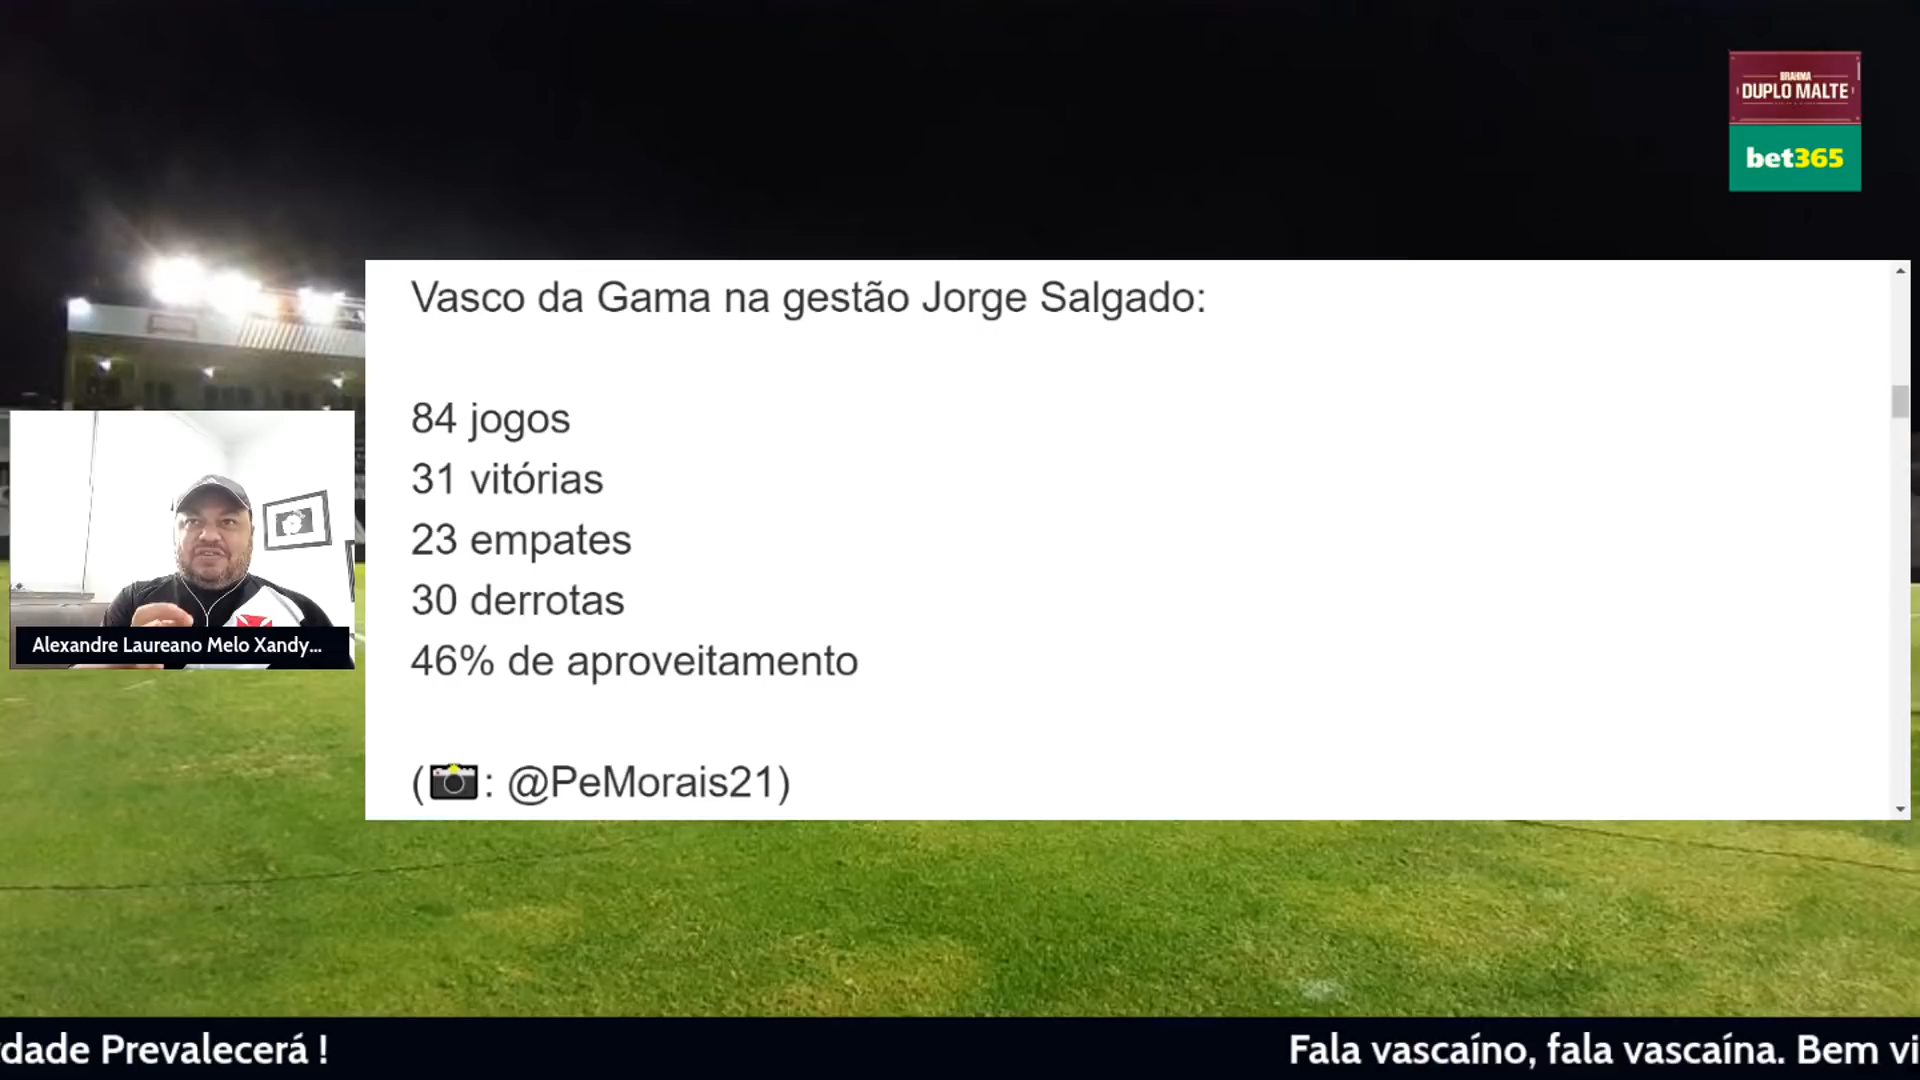 BRAHMA
DUPLO MALTE
bet365
Vasco da Gama na gestão Jorge Salgado:
84 jogos
31 vitórias
23 empates
30 derrotas
46% de aproveitamento
(📷: @PeMorais21)
Alexandre Laureano Melo Xandy...
dade Prevalecerá !
Fala vascaíno, fala vascaína. Bem vi